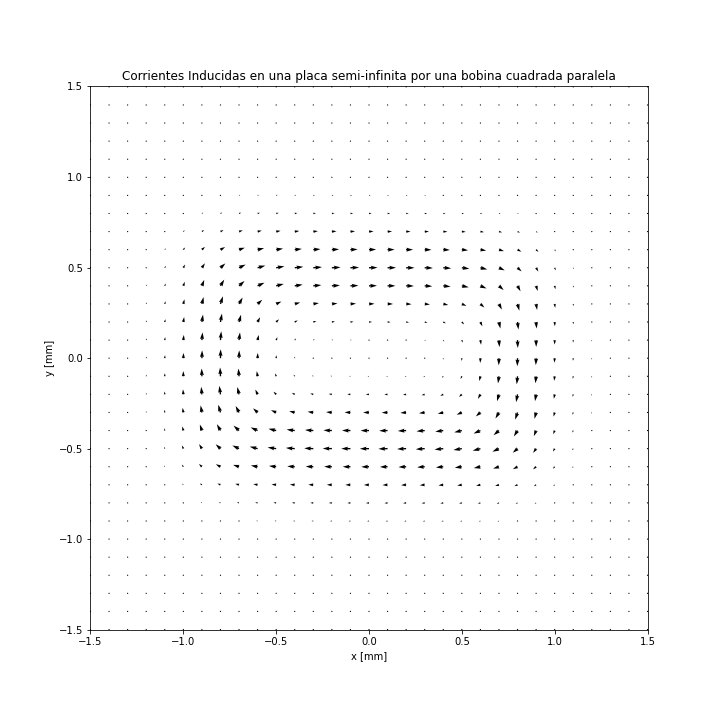 Corrientes Inducidas en una placa semi-infinita por una bobina cuadrada paralela
1.5
1.0
0.5
0.0
−0.5
−1.0
−1.5
y [mm]
−1.5 −1.0 −0.5 0.0 0.5 1.0 1.5
x [mm]